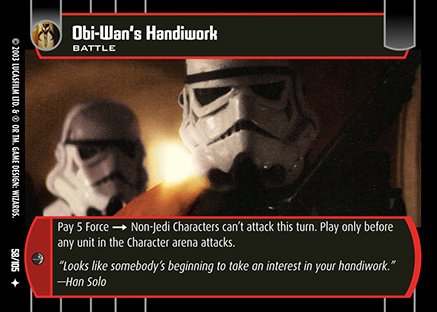 Obi-Wan's Handiwork
BATTLE
Pay 5 Force → Non-Jedi Characters can't attack this turn. Play only before
any unit in the Character arena attacks.
"Looks like somebody's beginning to take an interest in your handiwork."
—Han Solo
© 2003 LUCASFILM LTD. & ® OR TM. GAME DESIGN: WIZARDS.
58/105